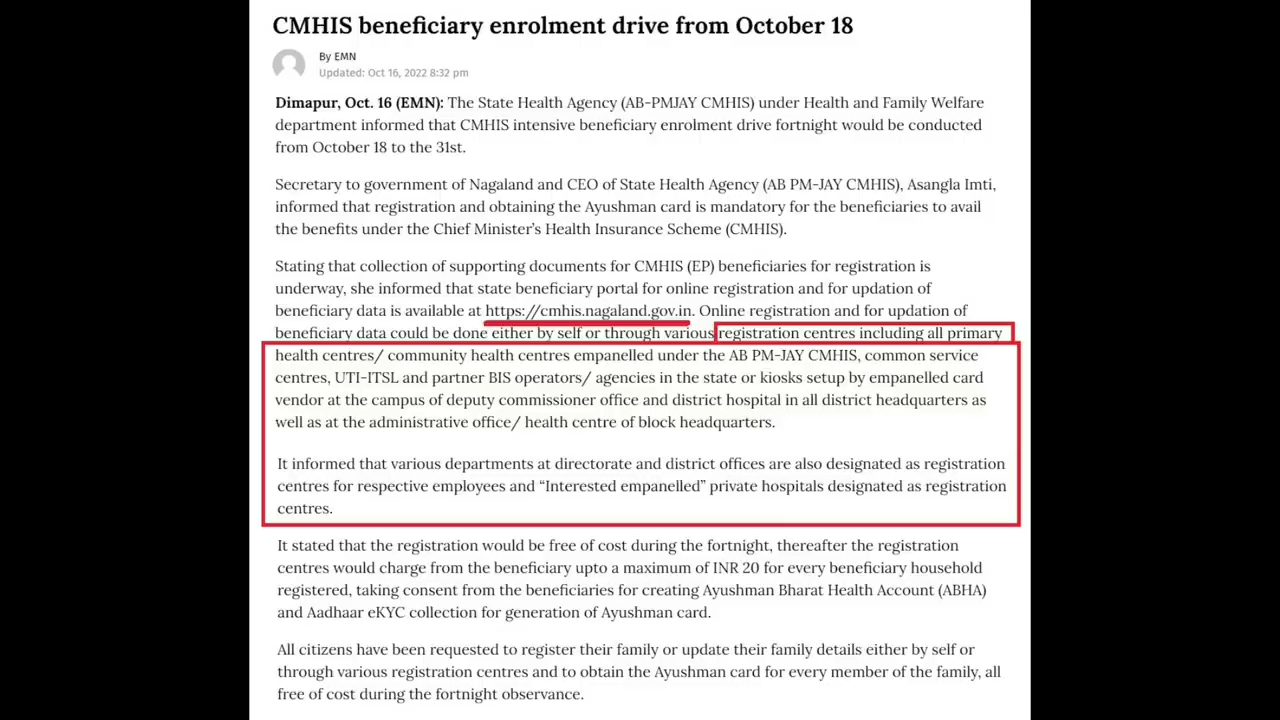 CMHIS beneficiary enrolment drive from October 18
By EMN
Updated: Oct 16, 2022 8:32 pm
Dimapur, Oct. 16 (EMN): The State Health Agency (AB-PMJAY CMHIS) under Health and Family Welfare
department informed that CMHIS intensive beneficiary enrolment drive fortnight would be conducted
from October 18 to the 31st.
Secretary to government of Nagaland and CEO of State Health Agency (AB PM-JAY CMHIS), Asangla Imti,
informed that registration and obtaining the Ayushman card is mandatory for the beneficiaries to avail
the benefits under the Chief Minister’s Health Insurance Scheme (CMHIS).
Stating that collection of supporting documents for CMHIS (EP) beneficiaries for registration is
underway, she informed that state beneficiary portal for online registration and for updation of
beneficiary data is available at https://cmhis.nagaland.gov.in. Online registration and for updation of
beneficiary data could be done either by self or through various registration centres including all primary
health centres/ community health centres empanelled under the AB PM-JAY CMHIS, common service
centres, UTI-ITSL and partner BIS operators/ agencies in the state or kiosks setup by empanelled card
vendor at the campus of deputy commissioner office and district hospital in all district headquarters as
well as at the administrative office/ health centre of block headquarters.
It informed that various departments at directorate and district offices are also designated as registration
centres for respective employees and “Interested empanelled” private hospitals designated as registration
centres.
It stated that the registration would be free of cost during the fortnight, thereafter the registration
centres would charge from the beneficiary upto a maximum of INR 20 for every beneficiary household
registered, taking consent from the beneficiaries for creating Ayushman Bharat Health Account (ABHA)
and Aadhaar eKYC collection for generation of Ayushman card.
All citizens have been requested to register their family or update their family details either by self or
through various registration centres and to obtain the Ayushman card for every member of the family, all
free of cost during the fortnight observance.